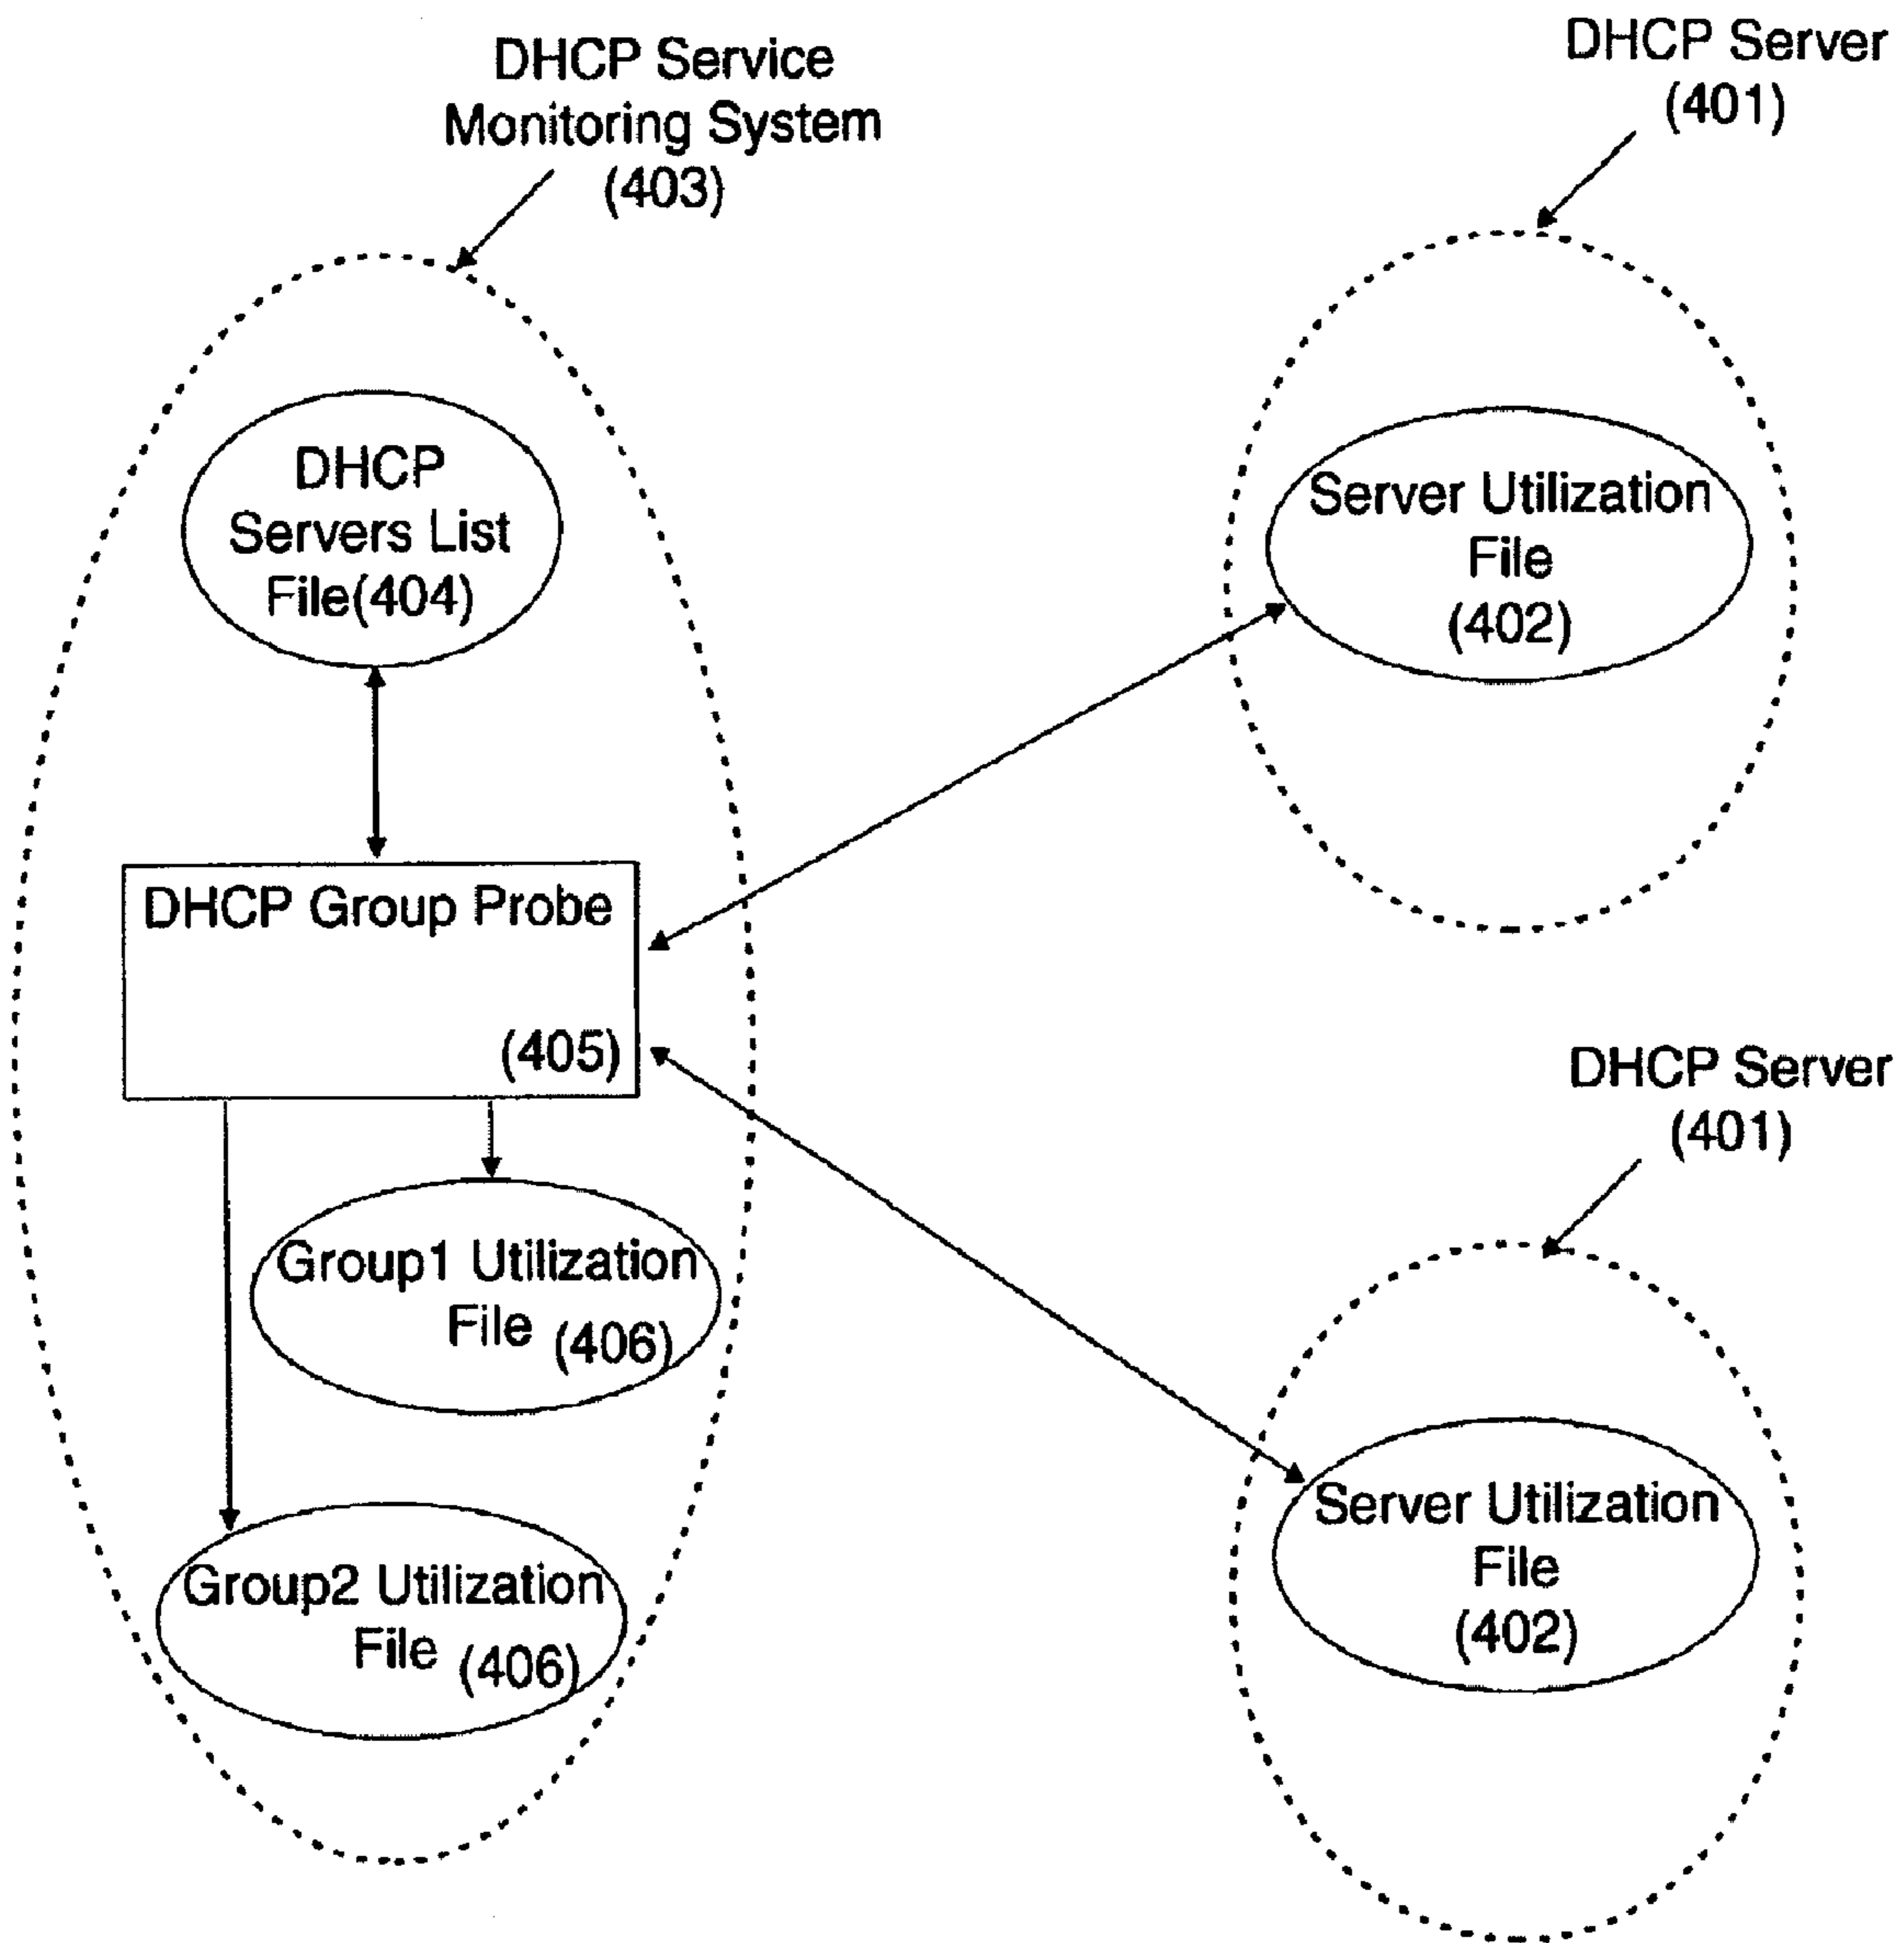 DHCP Service
Monitoring System
(403)
DHCP Server
(401)
DHCP
Servers List
File(404)
Server Utilization
File
(402)
DHCP Group Probe
(405)
DHCP Server
(401)
Group1 Utilization
File (406)
Server Utilization
File
(402)
Group2 Utilization
File (406)